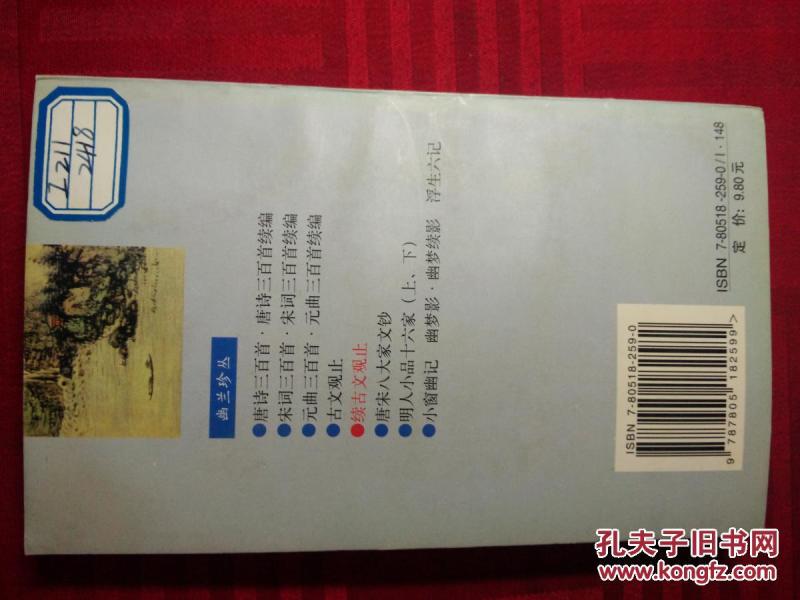 I211
2418
幽兰珍丛
●唐诗三百首·唐诗三百首续编
●宋词三百首·宋词三百首续编
●元曲三百首·元曲三百首续编
●古文观止
●续古文观止
●唐宋八大家文钞
●明人小品十六家（上、下）
●小窗幽记 幽梦影·幽梦续影 浮生六记
ISBN 7-80518-259-0
9 787805 182599>
ISBN 7-80518-259-0/I·148
定 价: 9.80 元
孔夫子旧书网
www.kongfz.com